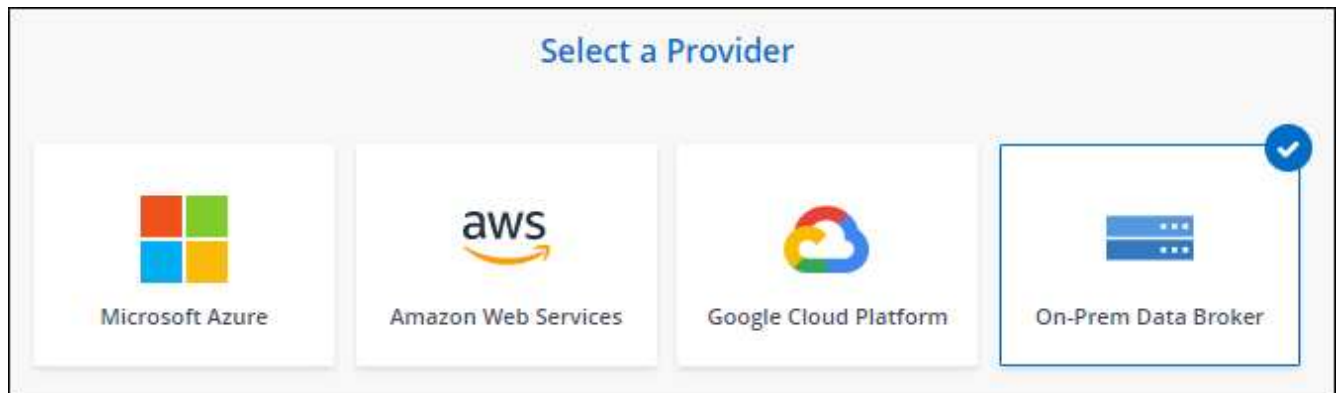 Select a Provider
aws
Microsoft Azure
Amazon Web Services
Google Cloud Platform
On-Prem Data Broker